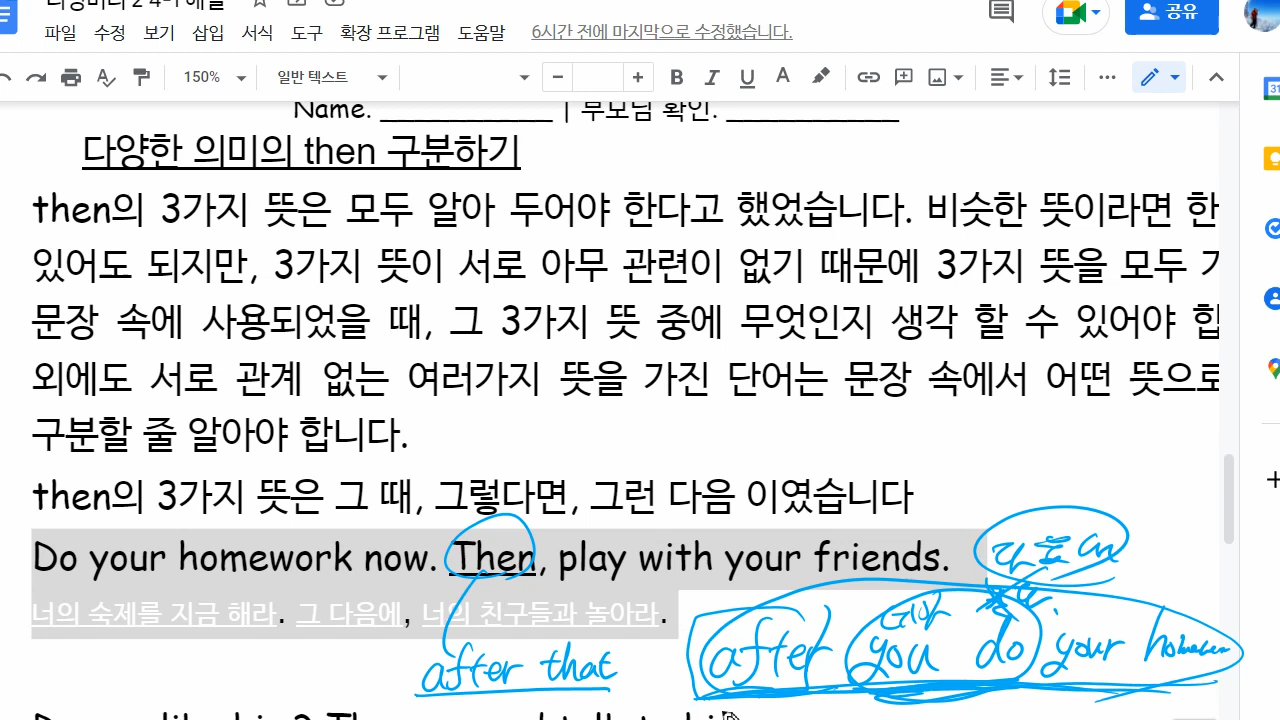 파일 수정 보기 삽입 서식 도구 확장 프로그램 도움말 6시간 전에 마지막으로 수정했습니다. 공유
150% 일반 텍스트
Name. ___________ | 부모님 확인. ___________
다양한 의미의 then 구분하기
then의 3가지 뜻은 모두 알아 두어야 한다고 했었습니다. 비슷한 뜻이라면 한
있어도 되지만, 3가지 뜻이 서로 아무 관련이 없기 때문에 3가지 뜻을 모두
문장 속에 사용되었을 때, 그 3가지 뜻 중에 무엇인지 생각 할 수 있어야
외에도 서로 관계 없는 여러가지 뜻을 가진 단어는 문장 속에서 어떤 뜻으로
구분할 줄 알아야 합니다.
then의 3가지 뜻은 그 때, 그렇다면, 그런 다음 이였습니다
Do your homework now. Then, play with your friends.
너의 숙제를 지금 해라. 그 다음에, 너의 친구들과 놀아라.
after that
after you do your